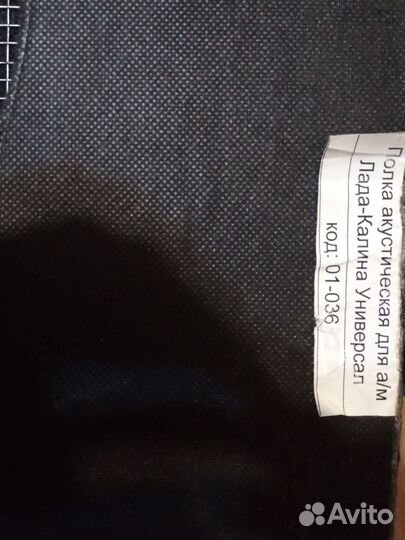 Полка акустическая для а/м
Лада-Калина Универсал
код: 01-036
Avito